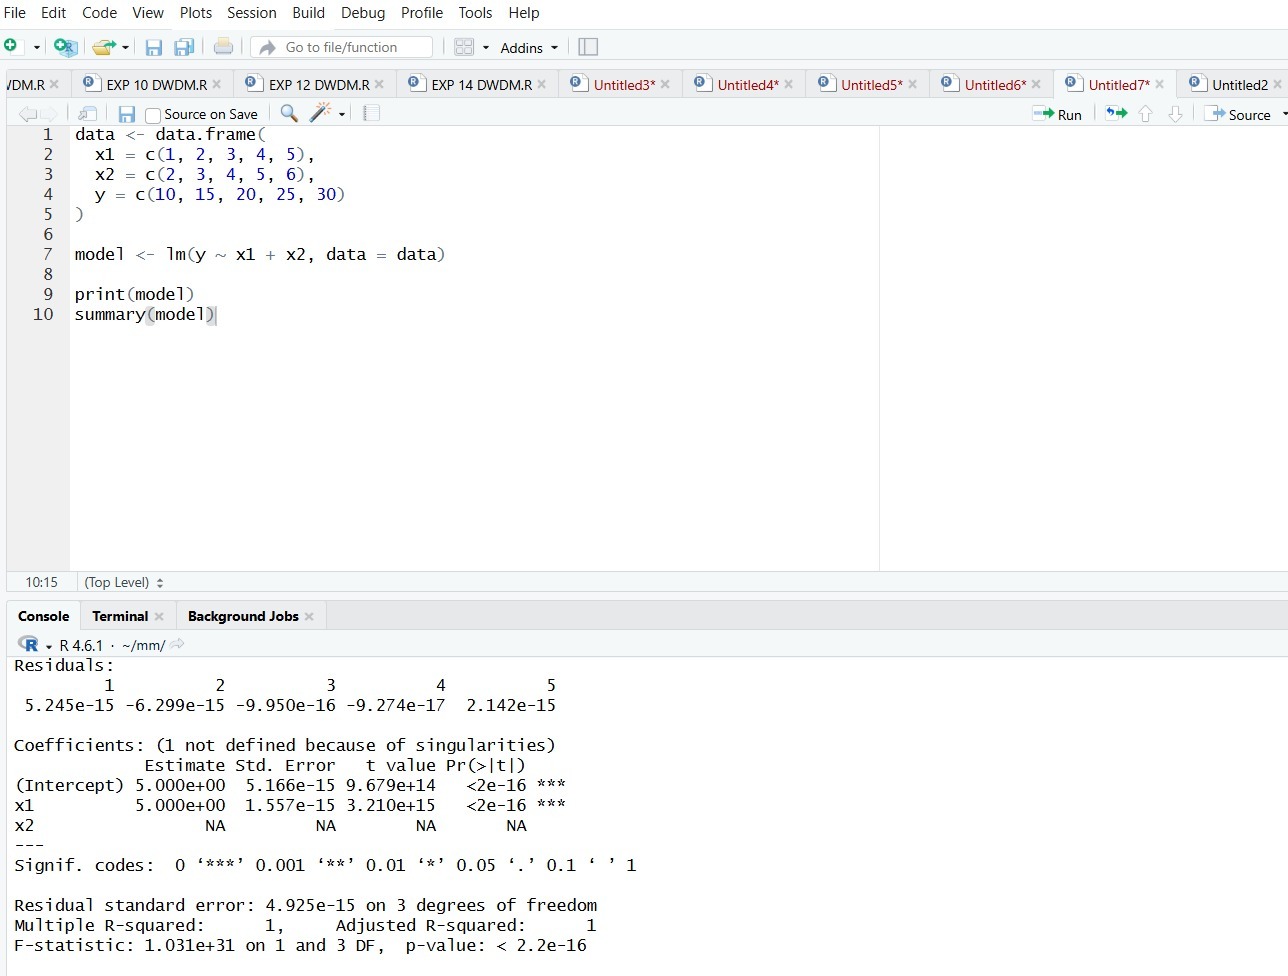 File Edit Code View Plots Session Build Debug Profile Tools Help
Go to file/function Addins
/DM.R EXP 10 DWDM.R EXP 12 DWDM.R EXP 14 DWDM.R Untitled3* Untitled4* Untitled5* Untitled6* Untitled7* Untitled2
Source on Save Run Source
1 data <- data.frame(
2   x1 = c(1, 2, 3, 4, 5),
3   x2 = c(2, 3, 4, 5, 6),
4   y = c(10, 15, 20, 25, 30)
5 )
6
7 model <- lm(y ~ x1 + x2, data = data)
8
9 print(model)
10 summary(model)
10:15 (Top Level)
Console Terminal Background Jobs
R 4.6.1 · ~/mm/
Residuals:
         1          2          3          4          5
 5.245e-15 -6.299e-15 -9.950e-16 -9.274e-17  2.142e-15
Coefficients: (1 not defined because of singularities)
             Estimate Std. Error   t value Pr(>|t|)
(Intercept) 5.000e+00  5.166e-15 9.679e+14   <2e-16 ***
x1          5.000e+00  1.557e-15 3.210e+15   <2e-16 ***
x2                 NA         NA        NA       NA
---
Signif. codes:  0 ‘***’ 0.001 ‘**’ 0.01 ‘*’ 0.05 ‘.’ 0.1 ‘ ’ 1
Residual standard error: 4.925e-15 on 3 degrees of freedom
Multiple R-squared:      1,	Adjusted R-squared:      1
F-statistic: 1.031e+31 on 1 and 3 DF,  p-value: < 2.2e-16